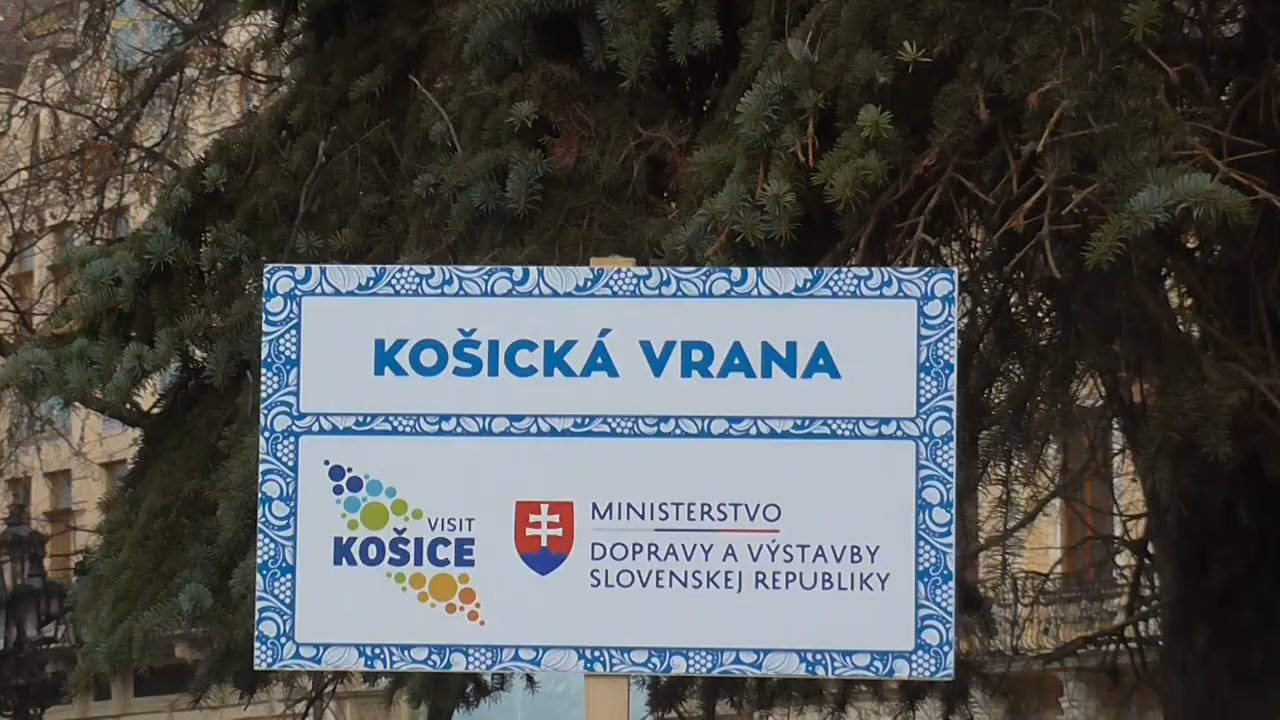 KOŠICKÁ VRANA
VISIT
KOŠICE
MINISTERSTVO
DOPRAVY A VÝSTAVBY
SLOVENSKEJ REPUBLIKY